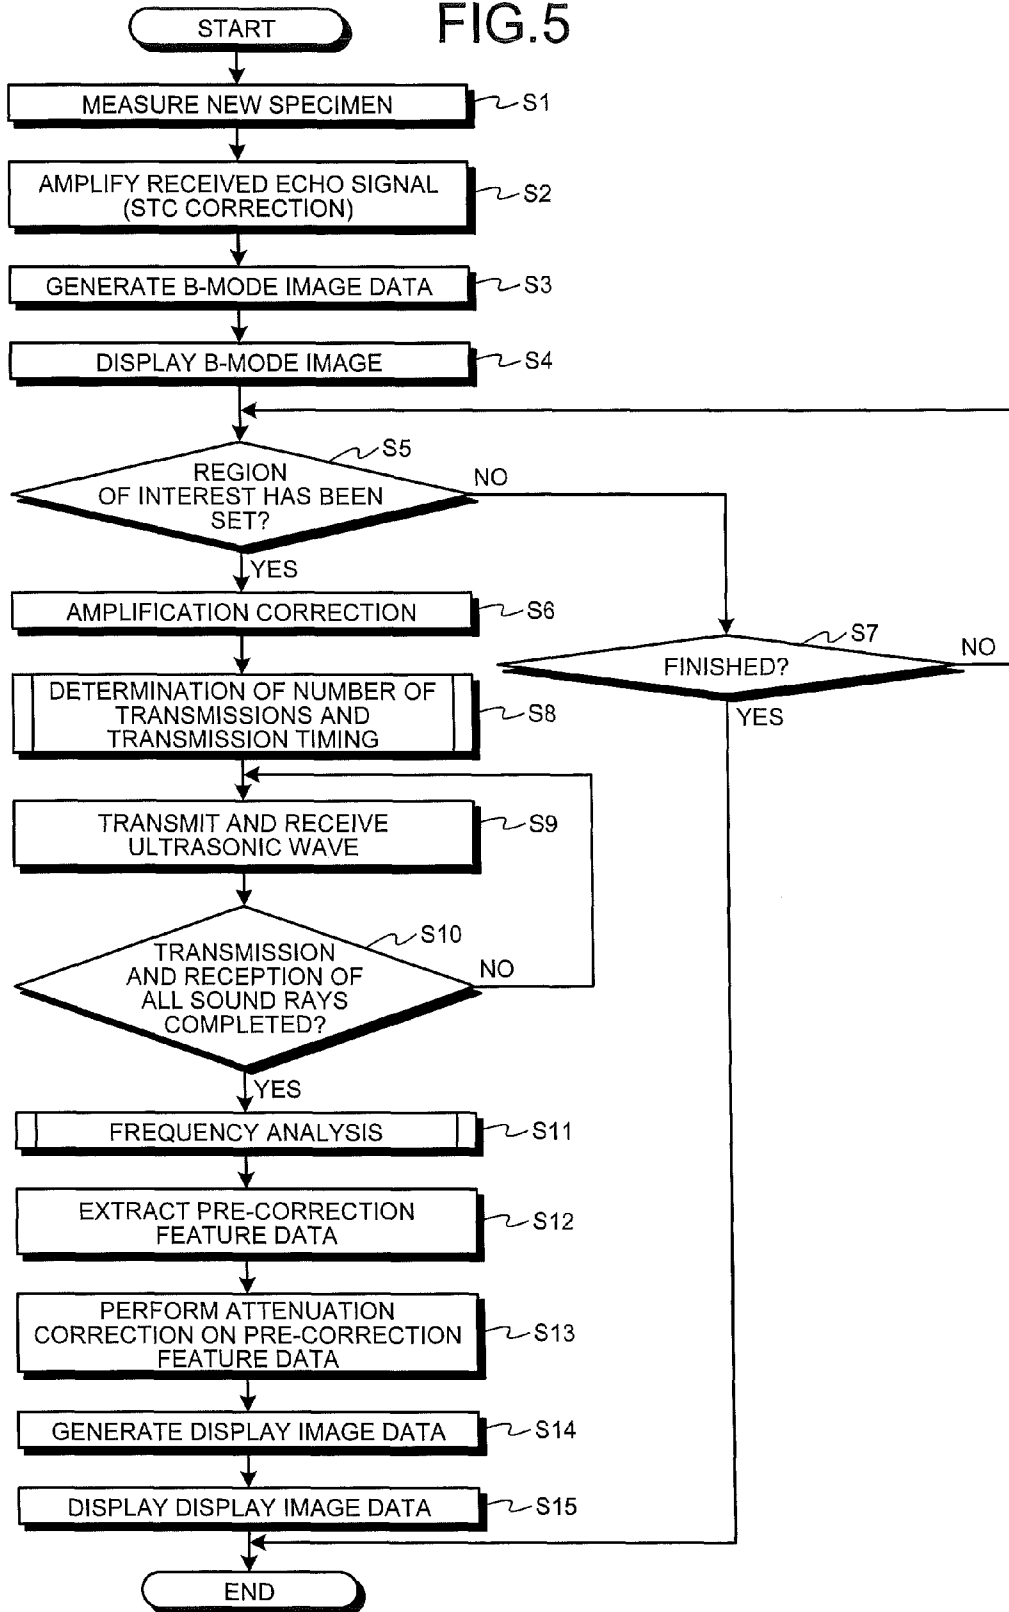 FIG.5
START
MEASURE NEW SPECIMEN
S1
AMPLIFY RECEIVED ECHO SIGNAL
(STC CORRECTION)
S2
GENERATE B-MODE IMAGE DATA
S3
DISPLAY B-MODE IMAGE
S4
S5
REGION
OF INTEREST HAS BEEN
SET?
NO
YES
AMPLIFICATION CORRECTION
S6
S7
FINISHED?
NO
YES
DETERMINATION OF NUMBER OF
TRANSMISSIONS AND
TRANSMISSION TIMING
S8
TRANSMIT AND RECEIVE
ULTRASONIC WAVE
S9
S10
TRANSMISSION
AND RECEPTION OF
ALL SOUND RAYS
COMPLETED?
NO
YES
FREQUENCY ANALYSIS
S11
EXTRACT PRE-CORRECTION
FEATURE DATA
S12
PERFORM ATTENUATION
CORRECTION ON PRE-CORRECTION
FEATURE DATA
S13
GENERATE DISPLAY IMAGE DATA
S14
DISPLAY DISPLAY IMAGE DATA
S15
END